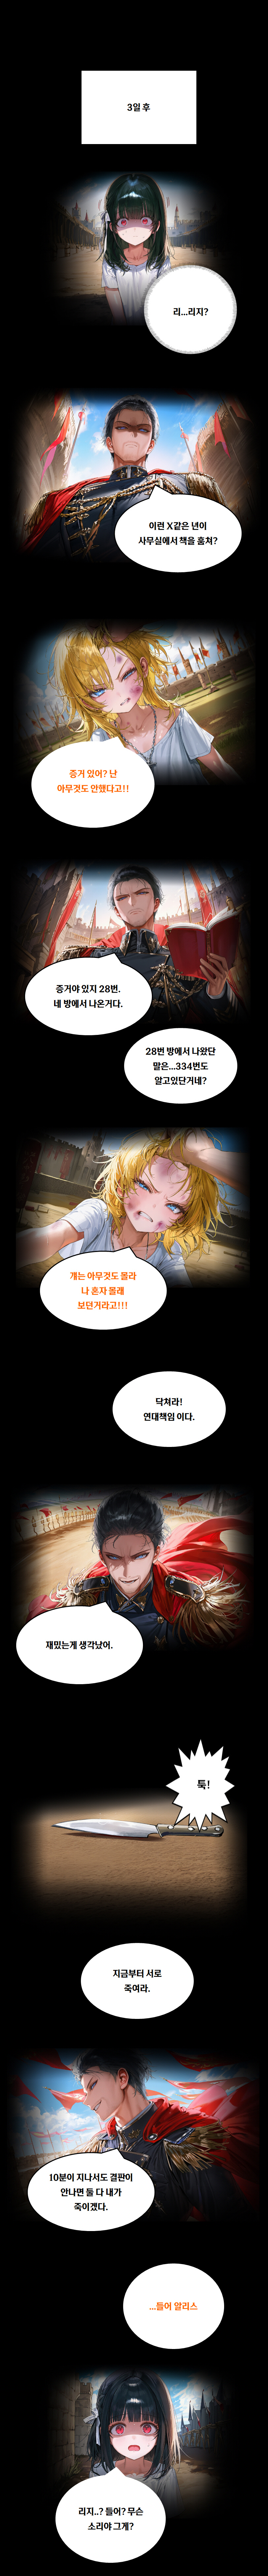 3일 후
리...리지?
이런 X같은 년이
사무실에서 책을 훔쳐?
증거 있어? 난
아무것도 안했다고!!
증거야 있지 28번.
네 방에서 나온거다.
28번 방에서 나왔단
말은...334번도
알고있단거네?
걔는 아무것도 몰라
나 혼자 몰래
보던거라고!!!
닥쳐라!
연대책임 이다.
재밌는게 생각났어.
툭!
지금부터 서로
죽여라.
10분이 지나서도 결판이
안나면 둘 다 내가
죽이겠다.
...들어 알리스
리지..? 들어? 무슨
소리야 그게?